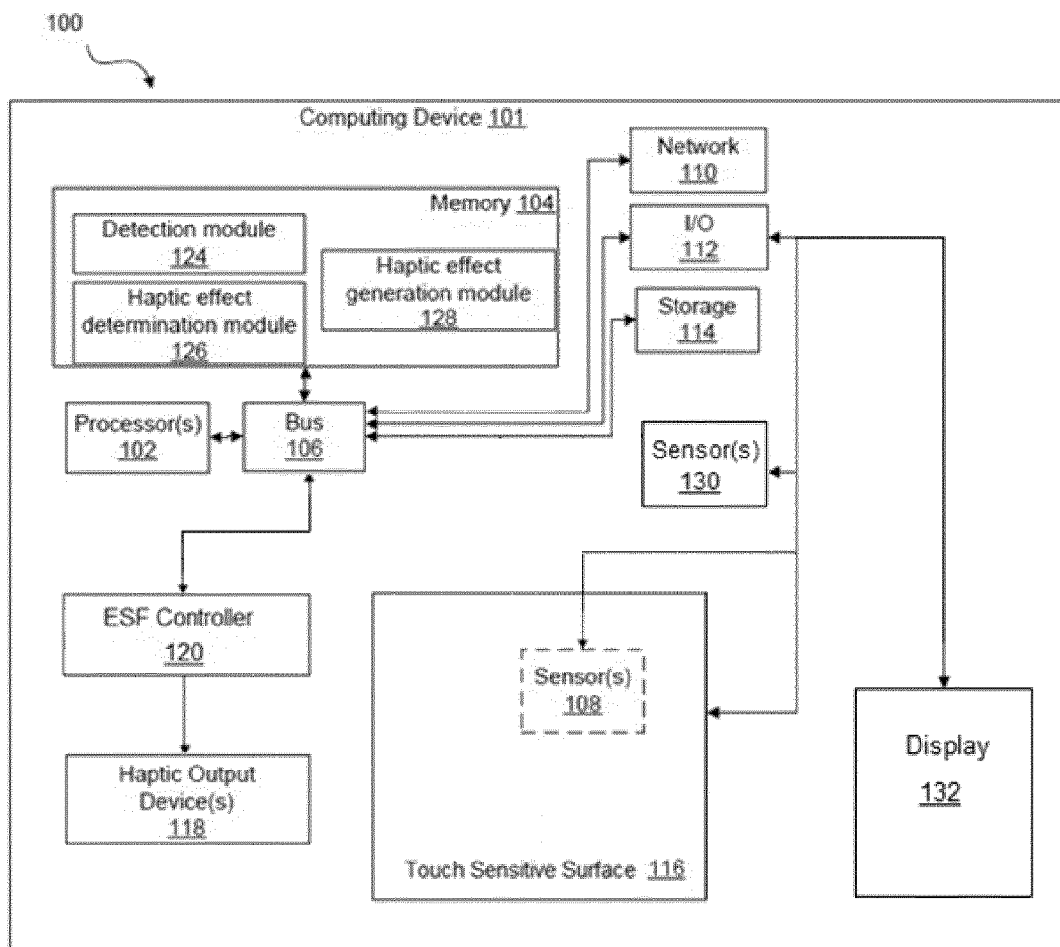 100
Computing Device 101
Network
110
Memory 104
I/O
112
Detection module
124
Haptic effect
generation module
128
Haptic effect
determination module
126
Storage
114
Processor(s)
102
Bus
106
Sensor(s)
130
ESF Controller
120
Sensor(s)
108
Haptic Output
Device(s)
118
Display
132
Touch Sensitive Surface 116